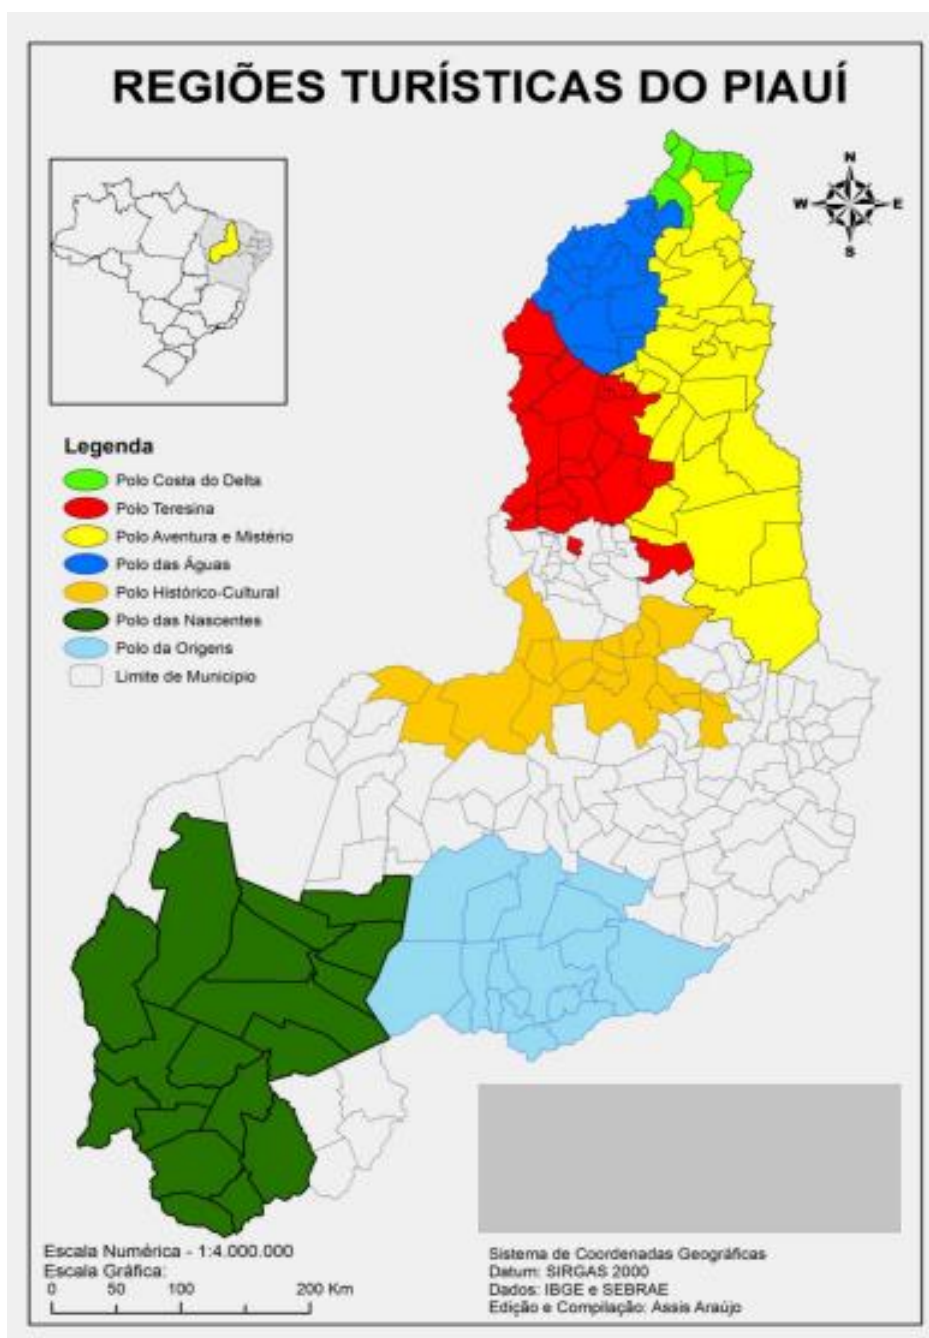 REGIÕES TURÍSTICAS DO PIAUÍ
N
W
E
S
Legenda
Polo Costa do Delta
Polo Teresina
Polo Aventura e Mistério
Polo das Águas
Polo Histórico-Cultural
Polo das Nascentes
Polo da Origens
Limite de Municipio
Escala Numérica - 1:4.000.000
Escala Gráfica:
0 50 100 200 Km
Sistema de Coordenadas Geográficas
Datum: SIRGAS 2000
Dados: IBGE e SEBRAE
Edição e Compilação: Assis Araújo